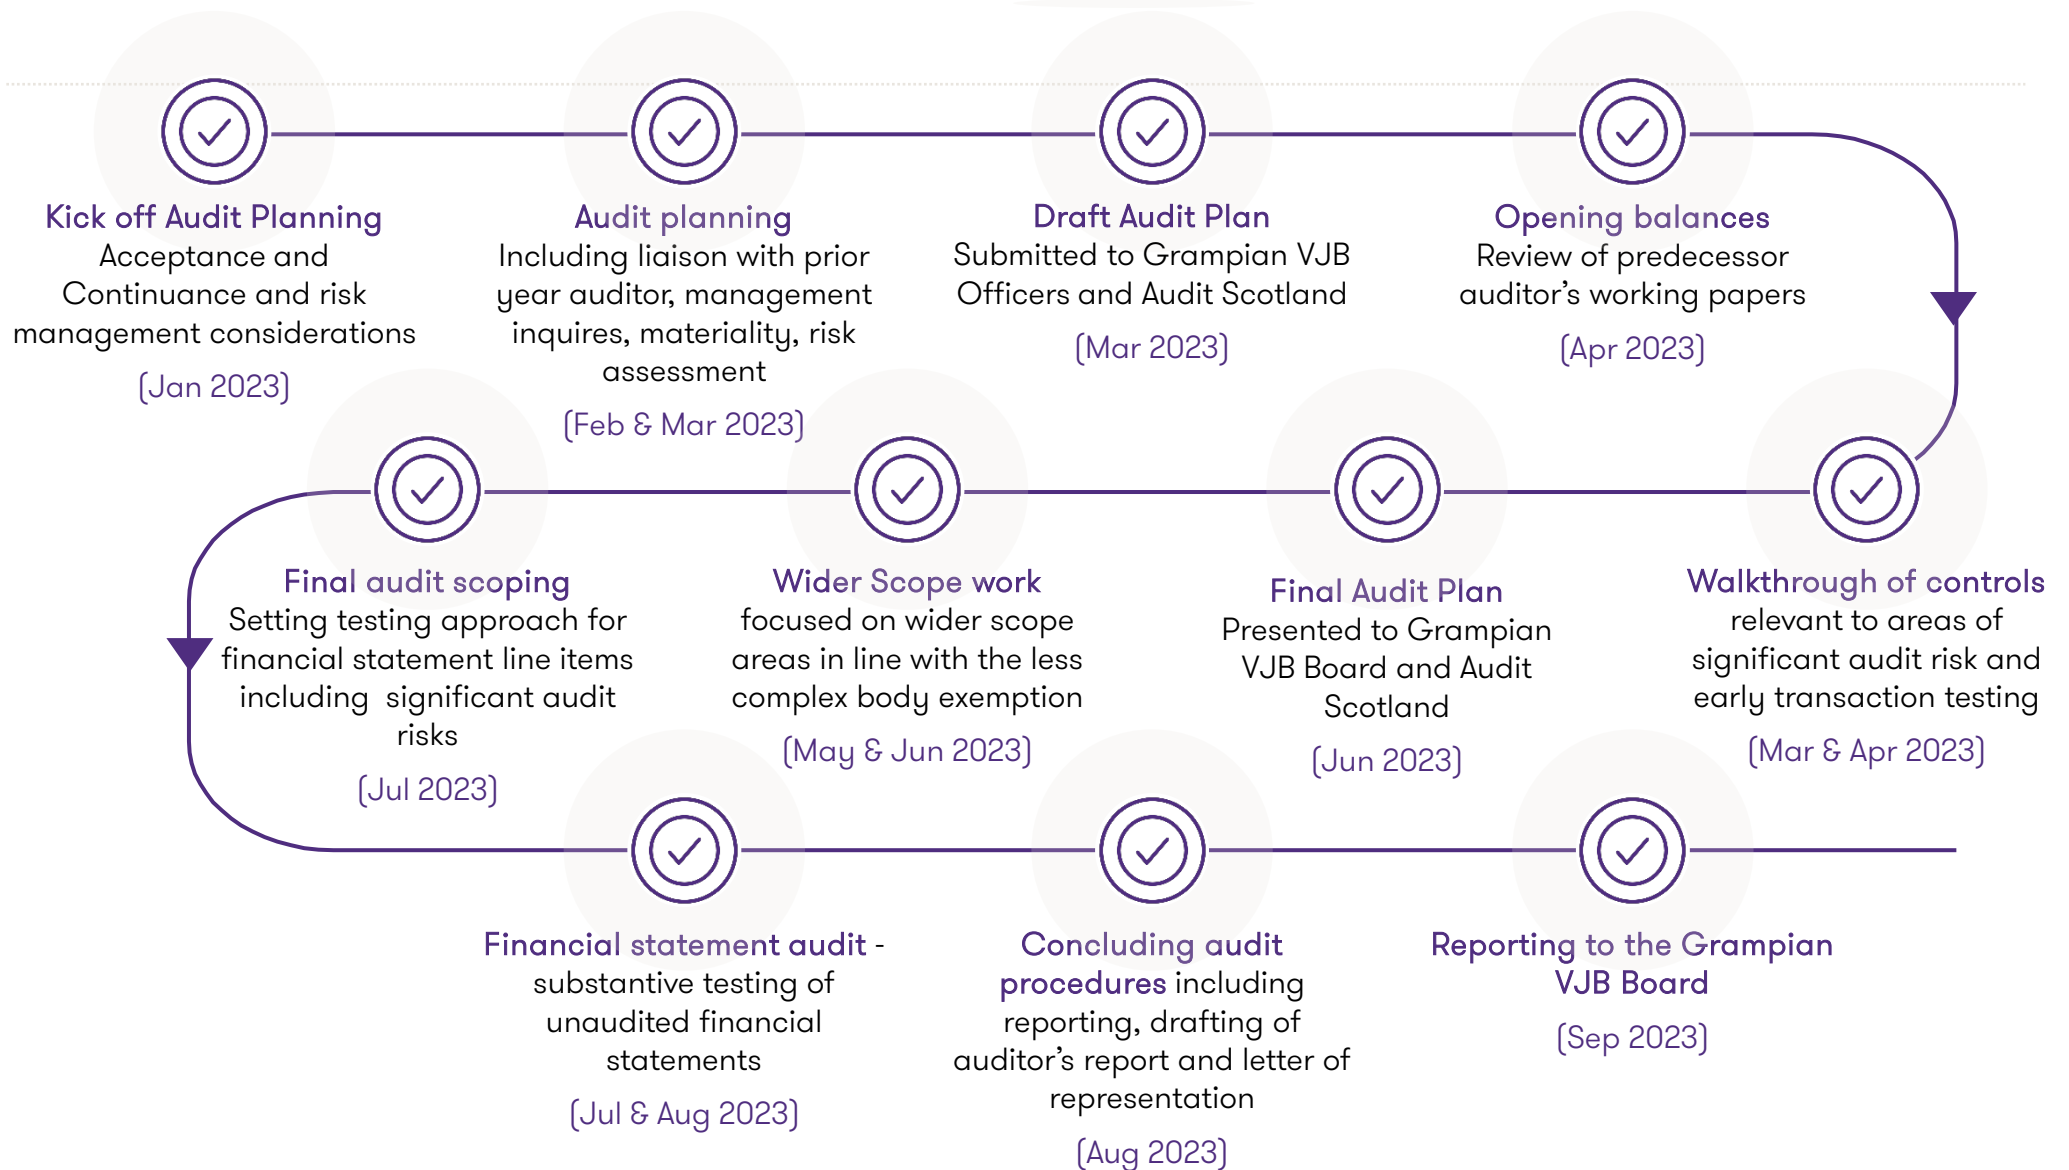 Kick off Audit Planning
Acceptance and
Continuance and risk
management considerations
(Jan 2023)
Audit planning
Including liaison with prior
year auditor, management
inquires, materiality, risk
assessment
(Feb & Mar 2023)
Draft Audit Plan
Submitted to Grampian VJB
Officers and Audit Scotland
(Mar 2023)
Opening balances
Review of predecessor
auditor’s working papers
(Apr 2023)
Walkthrough of controls
relevant to areas of
significant audit risk and
early transaction testing
(Mar & Apr 2023)
Final Audit Plan
Presented to Grampian
VJB Board and Audit
Scotland
(Jun 2023)
Wider Scope work
focused on wider scope
areas in line with the less
complex body exemption
(May & Jun 2023)
Final audit scoping
Setting testing approach for
financial statement line items
including  significant audit
risks
(Jul 2023)
Financial statement audit -
substantive testing of
unaudited financial
statements
(Jul & Aug 2023)
Concluding audit
procedures including
reporting, drafting of
auditor’s report and letter of
representation
(Aug 2023)
Reporting to the Grampian
VJB Board
(Sep 2023)